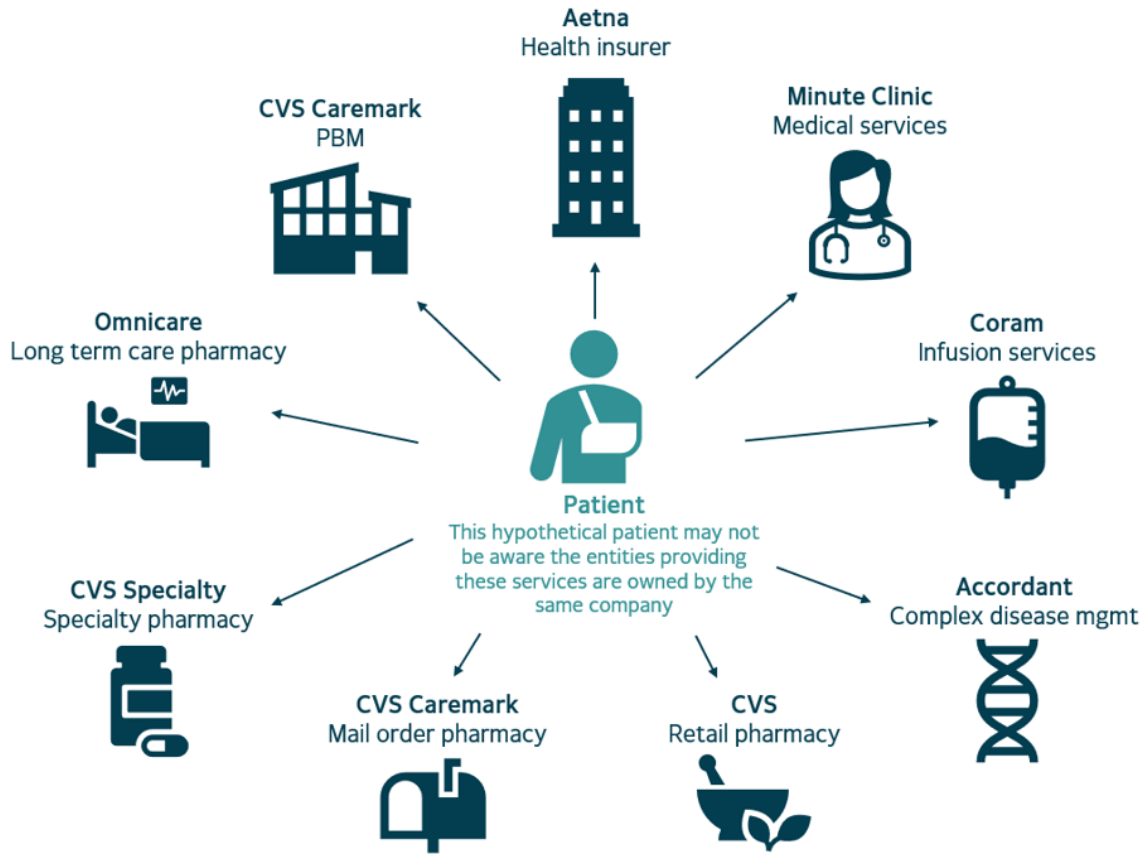 Aetna
Health insurer
CVS Caremark
PBM
Minute Clinic
Medical services
Omnicare
Long term care pharmacy
Coram
Infusion services
Patient
This hypothetical patient may not
be aware the entities providing
these services are owned by the
same company
CVS Specialty
Specialty pharmacy
Accordant
Complex disease mgmt
CVS Caremark
Mail order pharmacy
CVS
Retail pharmacy